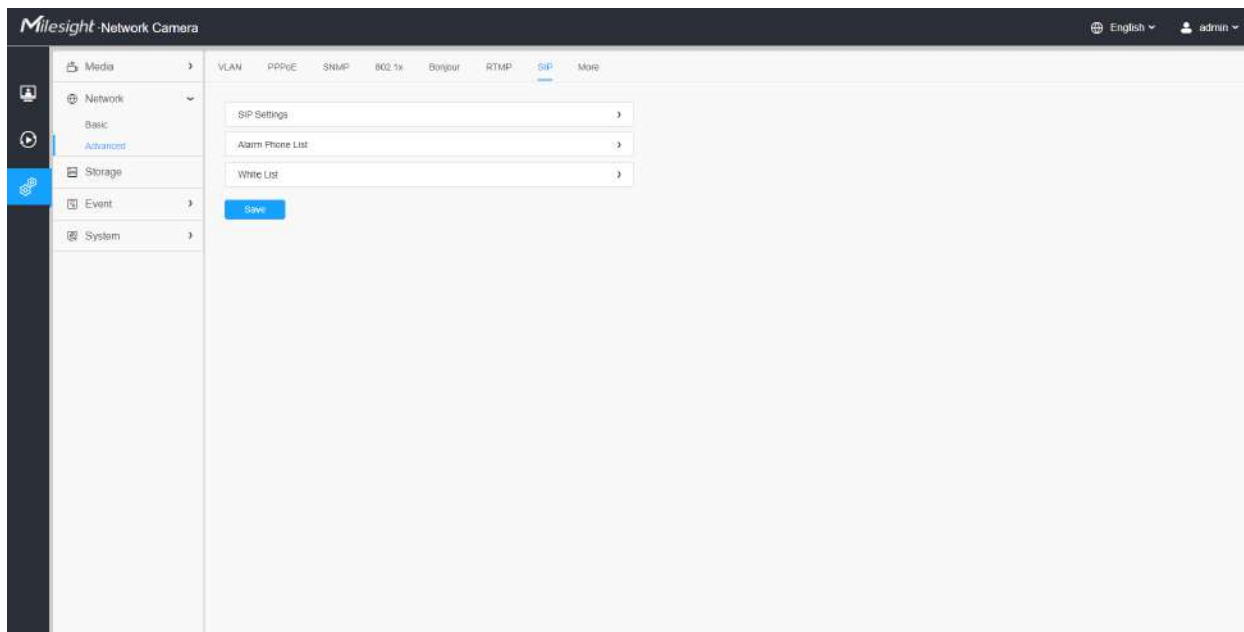 Milesight-Network Camera
English
admin
Media
VLAN PPPoE SNMP 802.1x Bonjour RTMP SIP More
Network
Basic
Advanced
Storage
Event
System
SIP Settings
Alarm Phone List
White List
Save